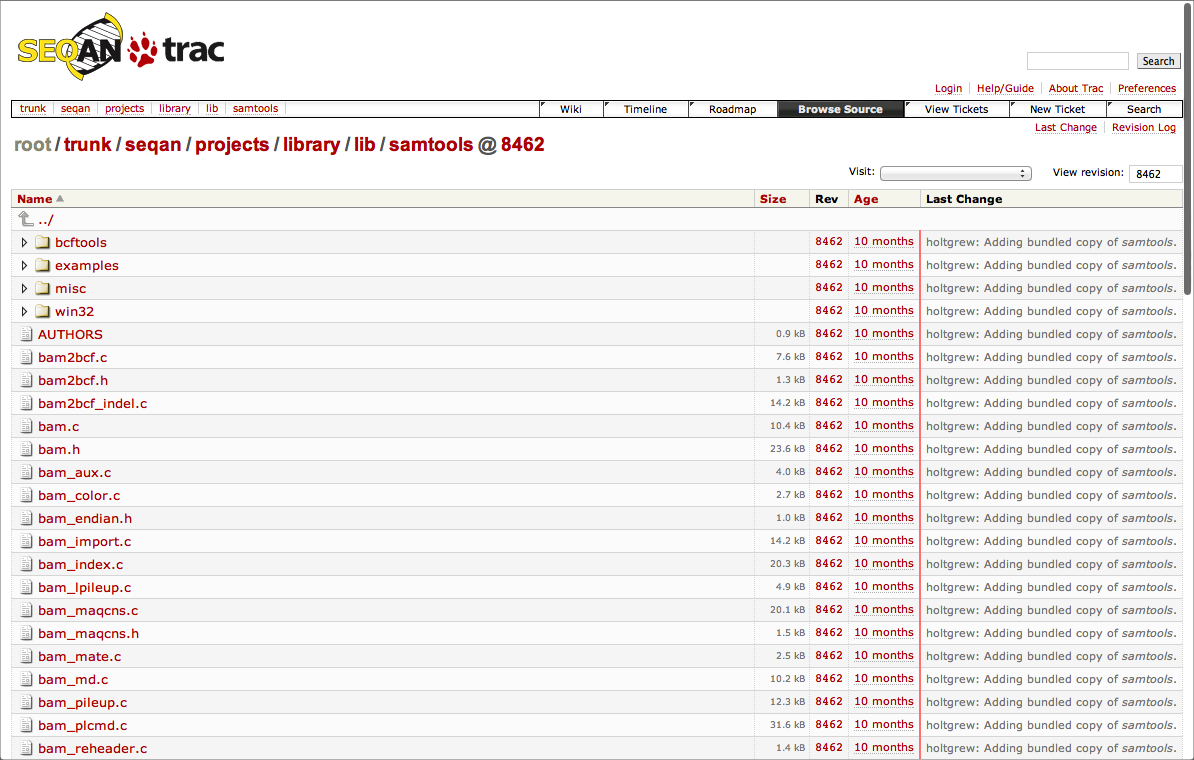 SEQAN trac
Search
Login Help/Guide About Trac Preferences
trunk seqan projects library lib samtools Wiki Timeline Roadmap Browse Source View Tickets New Ticket Search
Last Change Revision Log
root / trunk / seqan / projects / library / lib / samtools @ 8462
Visit: View revision: 8462
Name Size Rev Age Last Change
../
bcftools 8462 10 months holtgrew: Adding bundled copy of samtools.
examples 8462 10 months holtgrew: Adding bundled copy of samtools.
misc 8462 10 months holtgrew: Adding bundled copy of samtools.
win32 8462 10 months holtgrew: Adding bundled copy of samtools.
AUTHORS 0.9 kB 8462 10 months holtgrew: Adding bundled copy of samtools.
bam2bcf.c 7.6 kB 8462 10 months holtgrew: Adding bundled copy of samtools.
bam2bcf.h 1.3 kB 8462 10 months holtgrew: Adding bundled copy of samtools.
bam2bcf_indel.c 14.2 kB 8462 10 months holtgrew: Adding bundled copy of samtools.
bam.c 10.4 kB 8462 10 months holtgrew: Adding bundled copy of samtools.
bam.h 23.6 kB 8462 10 months holtgrew: Adding bundled copy of samtools.
bam_aux.c 4.0 kB 8462 10 months holtgrew: Adding bundled copy of samtools.
bam_color.c 2.7 kB 8462 10 months holtgrew: Adding bundled copy of samtools.
bam_endian.h 1.0 kB 8462 10 months holtgrew: Adding bundled copy of samtools.
bam_import.c 14.2 kB 8462 10 months holtgrew: Adding bundled copy of samtools.
bam_index.c 20.3 kB 8462 10 months holtgrew: Adding bundled copy of samtools.
bam_lpileup.c 4.9 kB 8462 10 months holtgrew: Adding bundled copy of samtools.
bam_maqcns.c 20.1 kB 8462 10 months holtgrew: Adding bundled copy of samtools.
bam_maqcns.h 1.5 kB 8462 10 months holtgrew: Adding bundled copy of samtools.
bam_mate.c 2.5 kB 8462 10 months holtgrew: Adding bundled copy of samtools.
bam_md.c 10.2 kB 8462 10 months holtgrew: Adding bundled copy of samtools.
bam_pileup.c 12.3 kB 8462 10 months holtgrew: Adding bundled copy of samtools.
bam_plcmd.c 31.6 kB 8462 10 months holtgrew: Adding bundled copy of samtools.
bam_reheader.c 1.4 kB 8462 10 months holtgrew: Adding bundled copy of samtools.